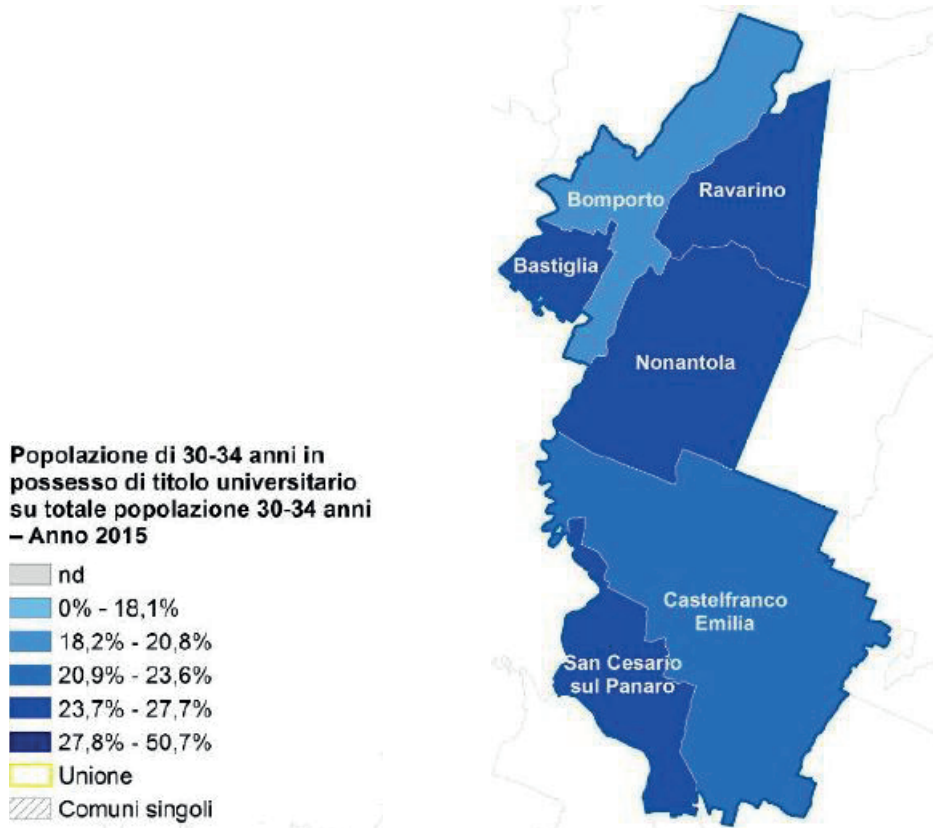 Bomporto
Ravarino
Bastiglia
Nonantola
Castelfranco
Emilia
San Cesario
sul Panaro
Popolazione di 30-34 anni in
possesso di titolo universitario
su totale popolazione 30-34 anni
– Anno 2015
nd
0% - 18,1%
18,2% - 20,8%
20,9% - 23,6%
23,7% - 27,7%
27,8% - 50,7%
Unione
Comuni singoli